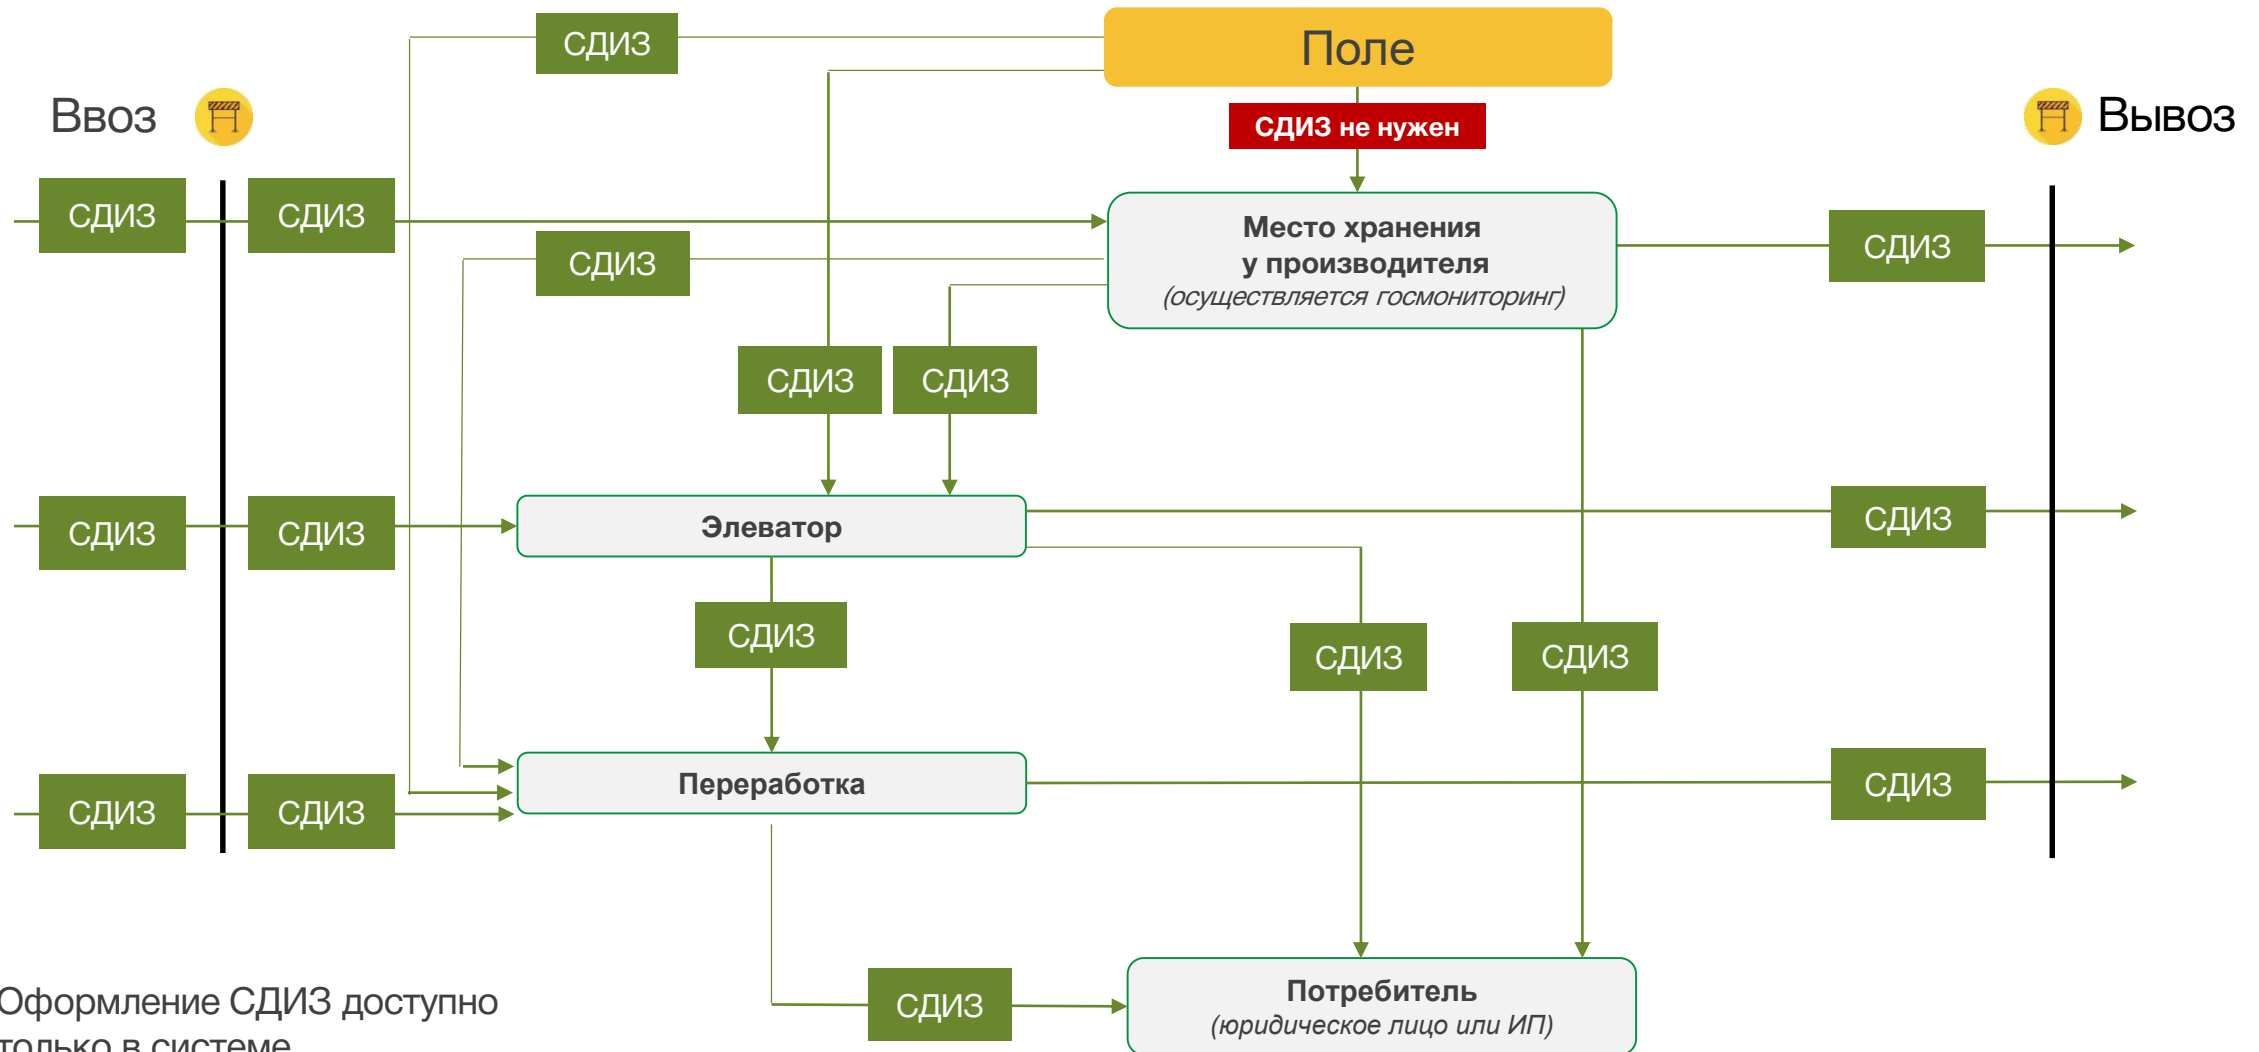 СДИЗ
Поле
Ввоз
СДИЗ не нужен
Вывоз
СДИЗ
СДИЗ
Место хранения
у производителя
(осуществляется госмониторинг)
СДИЗ
СДИЗ
СДИЗ
СДИЗ
СДИЗ
СДИЗ
Элеватор
СДИЗ
СДИЗ
СДИЗ
СДИЗ
СДИЗ
СДИЗ
Переработка
СДИЗ
СДИЗ
СДИЗ
Потребитель
(юридическое лицо или ИП)
СДИЗ
Оформление СДИЗ доступно
только в системе